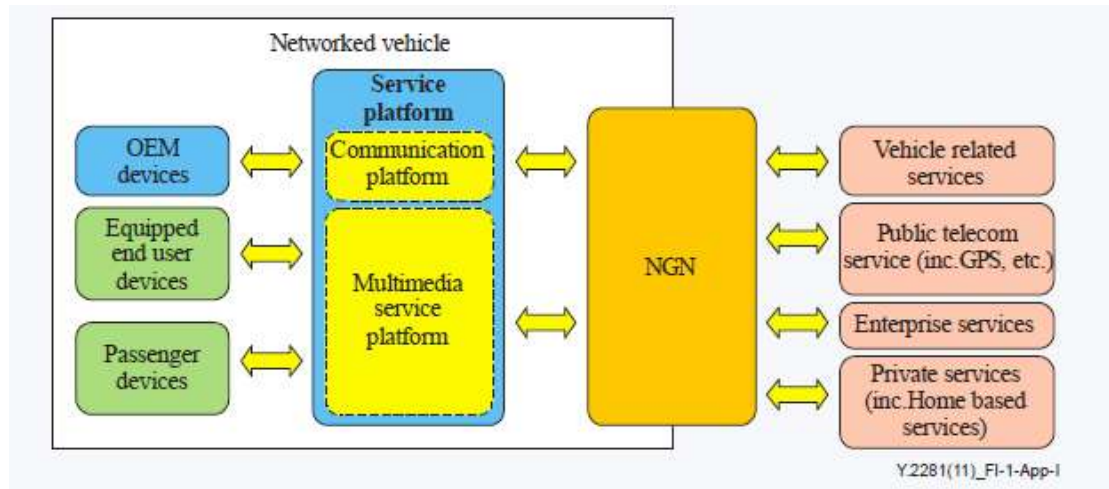 Networked vehicle
Service
platform
OEM
devices
Communication
platform
Equipped
end user
devices
Multimedia
service
platform
Passenger
devices
NGN
Vehicle related
services
Public telecom
service (inc.GPS, etc.)
Enterprise services
Private services
(inc.Home based
services)
Y.2281(11)_FI-1-App-I